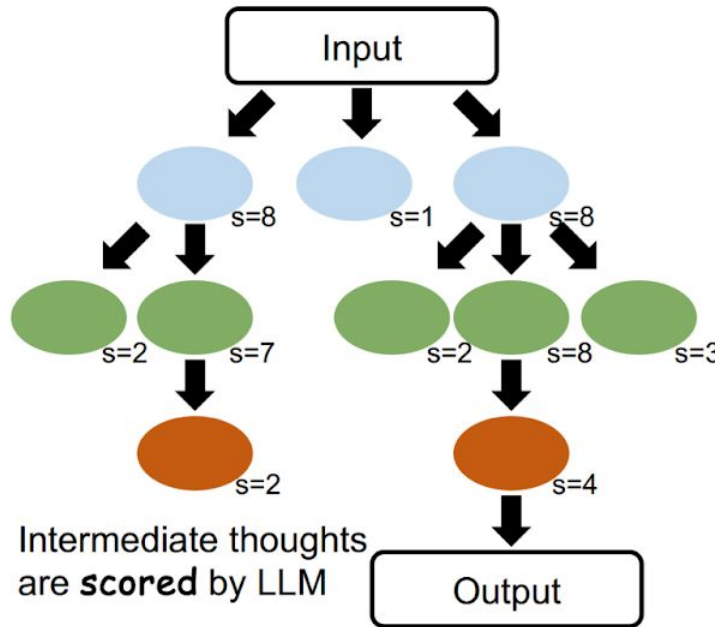 Input
s=8
s=1
s=8
s=2
s=7
s=2
s=8
s=3
s=2
s=4
Intermediate thoughts
are scored by LLM
Output